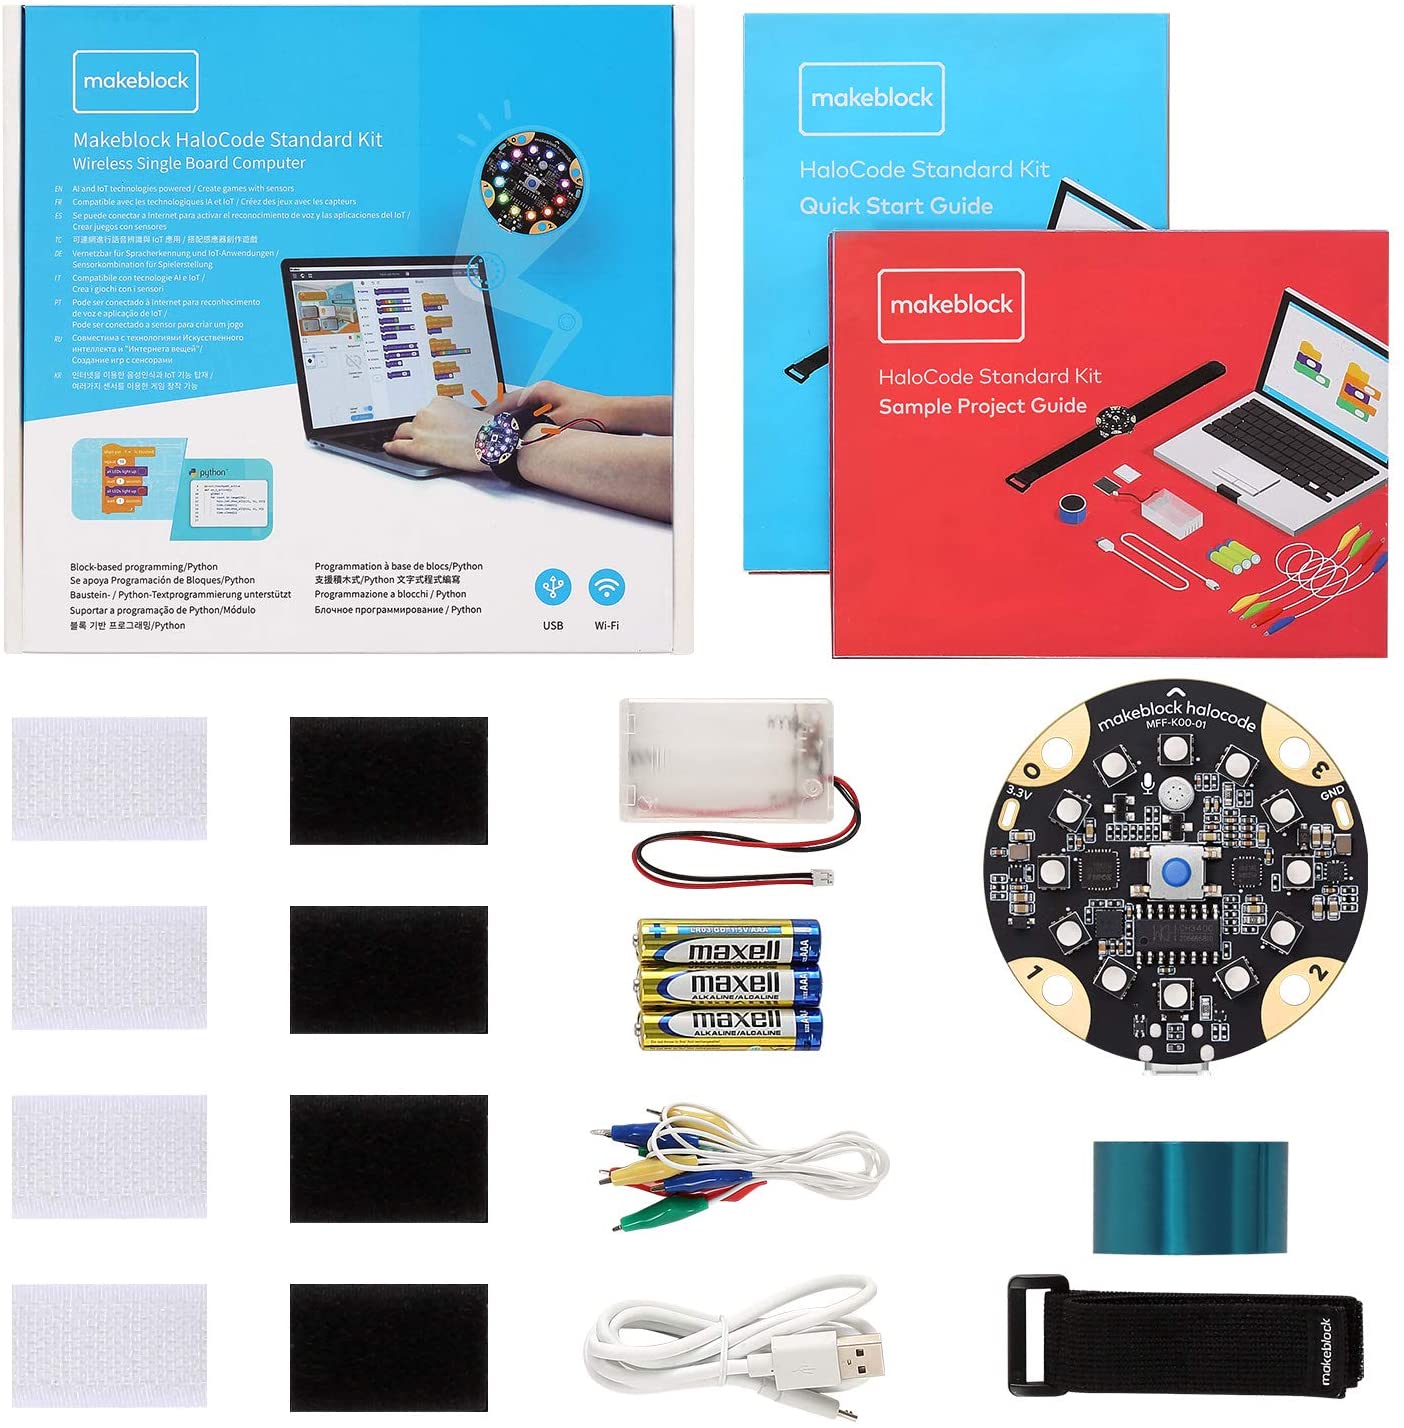 makeblock
Makeblock HaloCode Standard Kit
Wireless Single Board Computer
EN AI and IoT technologies powered / Create games with sensors
FR Compatible avec les technologiques IA et IoT / Créez des jeux avec les capteurs
ES Se puede conectar a Internet para activar el reconocimiento de voz y las aplicaciones del IoT /
Crear juegos con sensores
TC 可連網進行語音辨識與 IoT 應用 / 搭配感應器創作遊戲
DE Vernetzbar für Spracherkennung und IoT-Anwendungen /
Sensorkombination für Spielerstellung
IT Compatibile con tecnologie AI e IoT /
Crea i giochi con i sensori
PT Pode ser conectado à Internet para reconhecimento
de voz e aplicação de IoT /
Pode ser conectado a sensor para criar um jogo
RU Совместима с технологиями Искусственного
интеллекта и "Интернета вещей"/
Создание игр с сенсорами
KR 인터넷을 이용한 음성인식과 IoT 기능 탑재 /
여러가지 센서를 이용한 게임 창작 가능
python
Block-based programming/Python
Se apoya Programación de Bloques/Python
Baustein- / Python-Textprogrammierung unterstützt
Suportar a programação de Python/Módulo
블록 기반 프로그래밍/Python
Programmation à base de blocs/Python
支援積木式/Python 文字式程式編寫
Programmazione a blocchi / Python
Блочное программирование / Python
USB
Wi-Fi
makeblock
HaloCode Standard Kit
Quick Start Guide
makeblock
HaloCode Standard Kit
Sample Project Guide
makeblock halocode
MFF-K00-01
0
3
3.3V
GND
1
2
CH340C
LR03(GD) 1.5V AAA
maxell
maxell
ALKALINE/ALCALINE
maxell
ALKALINE/ALCALINE
makeblock